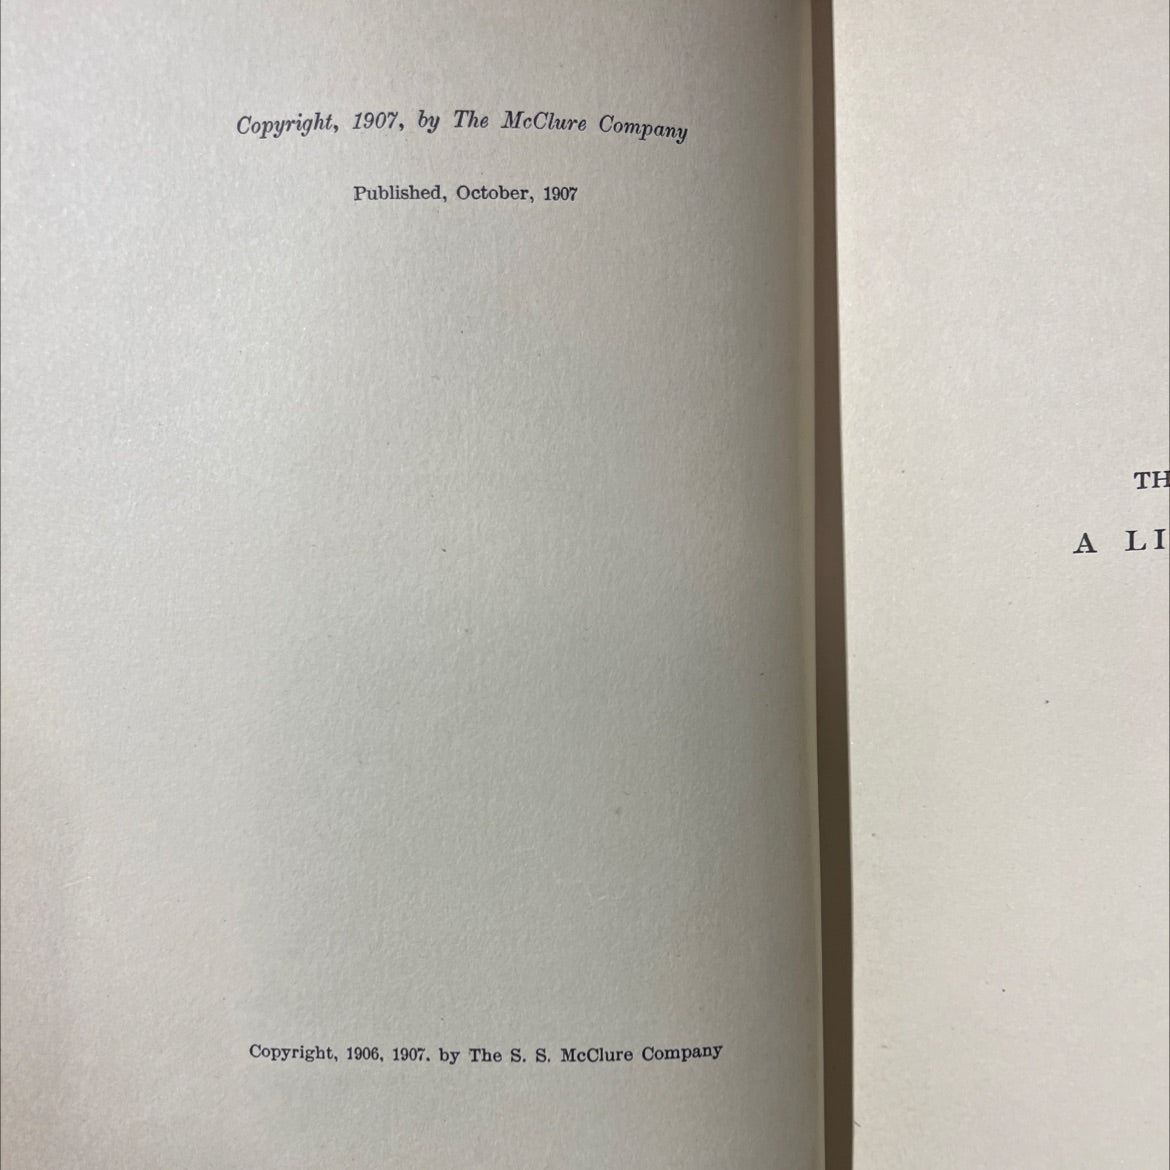 Copyright, 1907, by The McClure Company
Published, October, 1907
Copyright, 1906, 1907. by The S. S. McClure Company
TH
A LI